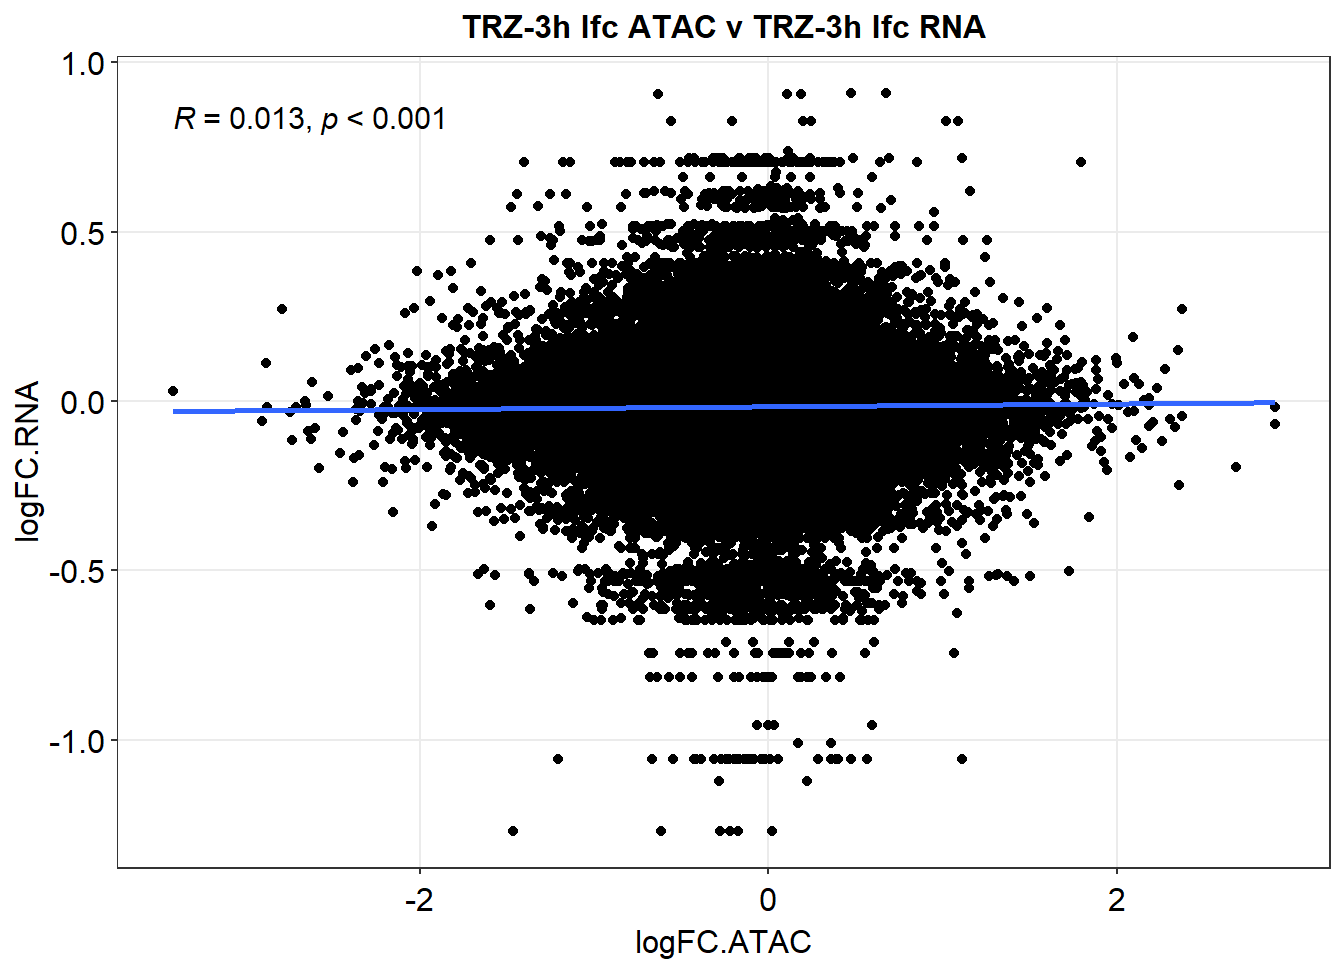 TRZ-3h lfc ATAC v TRZ-3h lfc RNA
R = 0.013, p < 0.001
1.0
0.5
0.0
-0.5
-1.0
logFC.RNA
-2
0
2
logFC.ATAC